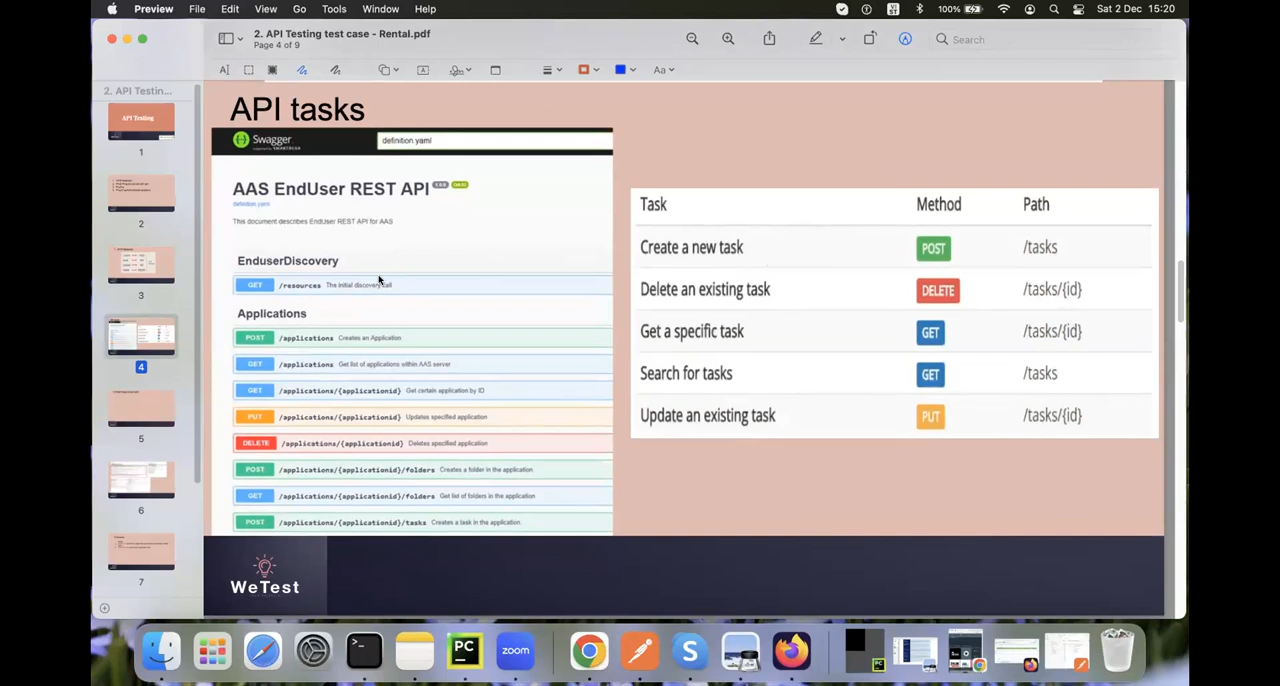 Preview File Edit View Go Tools Window Help
100% Sat 2 Dec 15:20
2. API Testing test case - Rental.pdf
Page 4 of 9
Search
Aa
2. API Testin...
API Testing
1
2
3
4
5
6
7
API tasks
Swagger
definition.yaml
AAS EndUser REST API
definition.yaml
This document describes EndUser REST API for AAS
EnduserDiscovery
GET /resources The initial discovery call
Applications
POST /applications Creates an Application
GET /applications Get list of applications within AAS server
GET /applications/{applicationid} Get certain application by ID
PUT /applications/{applicationid} Updates specified application
DELETE /applications/{applicationid} Deletes specified application
POST /applications/{applicationid}/folders Creates a folder in the application
GET /applications/{applicationid}/folders Get list of folders in the application
POST /applications/{applicationid}/tasks Creates a task in the application.
Task Method Path
Create a new task POST /tasks
Delete an existing task DELETE /tasks/{id}
Get a specific task GET /tasks/{id}
Search for tasks GET /tasks
Update an existing task PUT /tasks/{id}
WeTest
PC
zoom